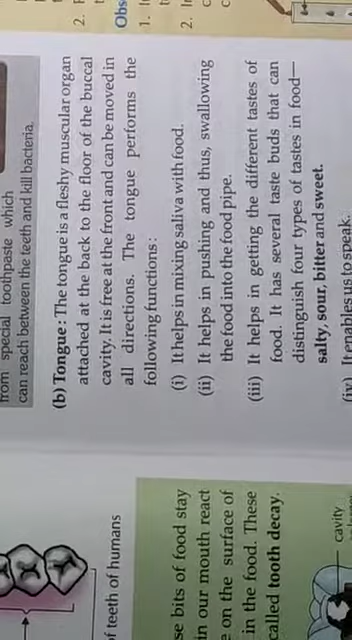 from special toothpaste which
can reach between the teeth and kill bacteria.
(b) Tongue: The tongue is a fleshy muscular organ
attached at the back to the floor of the buccal
cavity. It is free at the front and can be moved in
all directions. The tongue performs the
following functions:
(i) It helps in mixing saliva with food.
(ii) It helps in pushing and thus, swallowing
the food into the food pipe.
(iii) It helps in getting the different tastes of
food. It has several taste buds that can
distinguish four types of tastes in food—
salty, sour, bitter and sweet.
(iv) It enables us to speak.
of teeth of humans
se bits of food stay
in our mouth react
on the surface of
in the food. These
called tooth decay.
cavity
2.
Obs
1.
2.